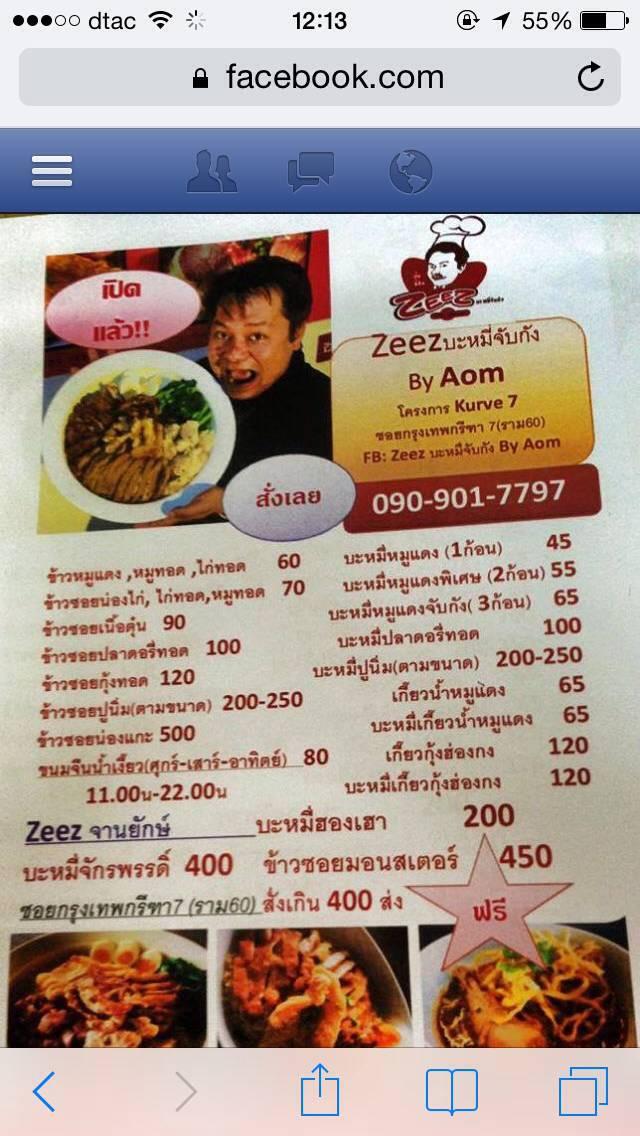 dtac 12:13 55%
facebook.com
เปิด
แล้ว!!
ZEEZ
Zeezบะหมี่จับกัง
By Aom
โครงการ Kurve 7
ซอยกรุงเทพกรีฑา 7(ราม60)
FB: Zeez บะหมี่จับกัง By Aom
สั่งเลย
090-901-7797
ข้าวหมูแดง ,หมูทอด ,ไก่ทอด 60
ข้าวซอยน่องไก่, ไก่ทอด,หมูทอด 70
ข้าวซอยเนื้อตุ๋น 90
ข้าวซอยปลาดอรี่ทอด 100
ข้าวซอยกุ้งทอด 120
ข้าวซอยปูนิ่ม(ตามขนาด) 200-250
ข้าวซอยน่องแกะ 500
ขนมจีนน้ำเงี้ยว(ศุกร์-เสาร์-อาทิตย์) 80
11.00น-22.00น
บะหมี่หมูแดง (1ก้อน) 45
บะหมี่หมูแดงพิเศษ (2ก้อน) 55
บะหมี่หมูแดงจับกัง( 3ก้อน) 65
บะหมี่ปลาดอรี่ทอด 100
บะหมี่ปูนิ่ม(ตามขนาด) 200-250
เกี๊ยวน้ำหมูแดง 65
บะหมี่เกี๊ยวน้ำหมูแดง 65
เกี๊ยวกุ้งฮ่องกง 120
บะหมี่เกี๊ยวกุ้งฮ่องกง 120
Zeez จานยักษ์ บะหมี่ฮองเฮา 200
บะหมี่จักรพรรดิ์ 400 ข้าวซอยมอนสเตอร์ 450
ซอยกรุงเทพกรีฑา7 (ราม60) สั่งเกิน 400 ส่ง ฟรี